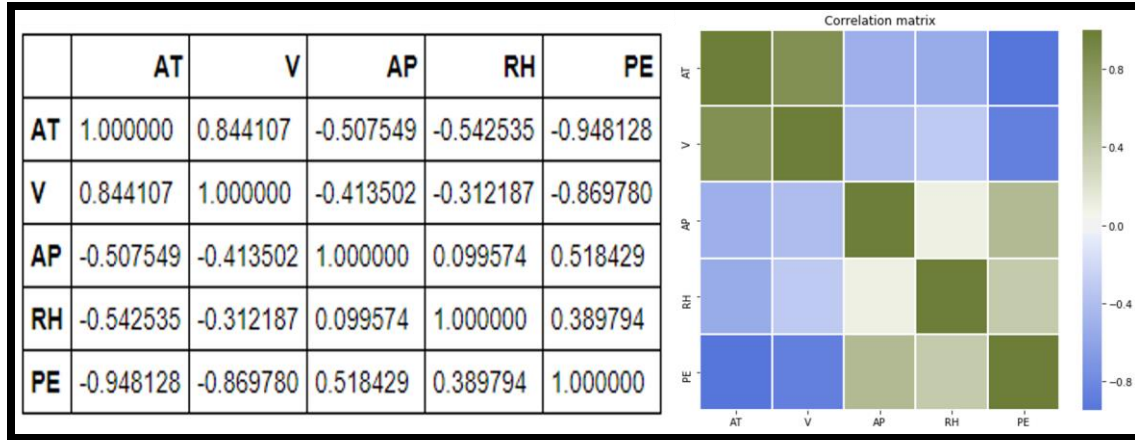 AT V AP RH PE
AT 1.000000 0.844107 -0.507549 -0.542535 -0.948128
V 0.844107 1.000000 -0.413502 -0.312187 -0.869780
AP -0.507549 -0.413502 1.000000 0.099574 0.518429
RH -0.542535 -0.312187 0.099574 1.000000 0.389794
PE -0.948128 -0.869780 0.518429 0.389794 1.000000
Correlation matrix
AT
V
AP
RH
PE
AT V AP RH PE
-0.8
-0.4
-0.0
-−0.4
-−0.8